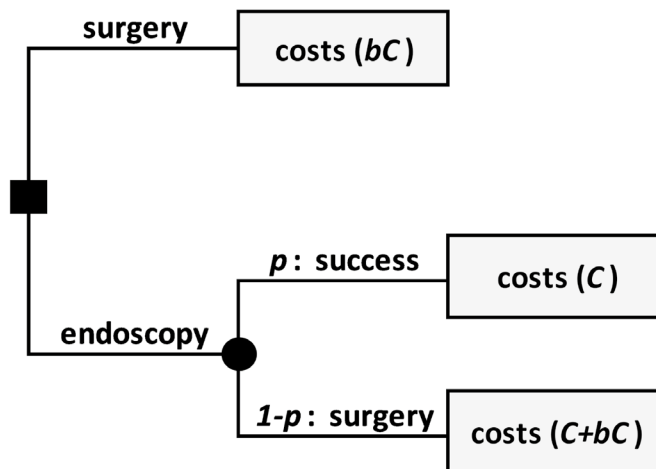 surgery
costs (bC)
p: success
costs (C)
endoscopy
1-p: surgery
costs (C+bC)